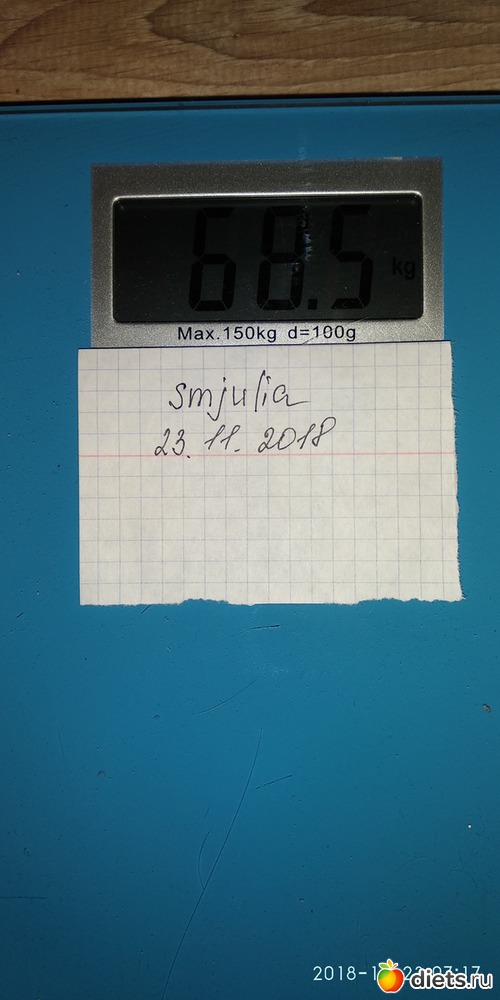 68.5 kg
Max.150kg d=100g
smjulia
23.11.2018
diets.ru